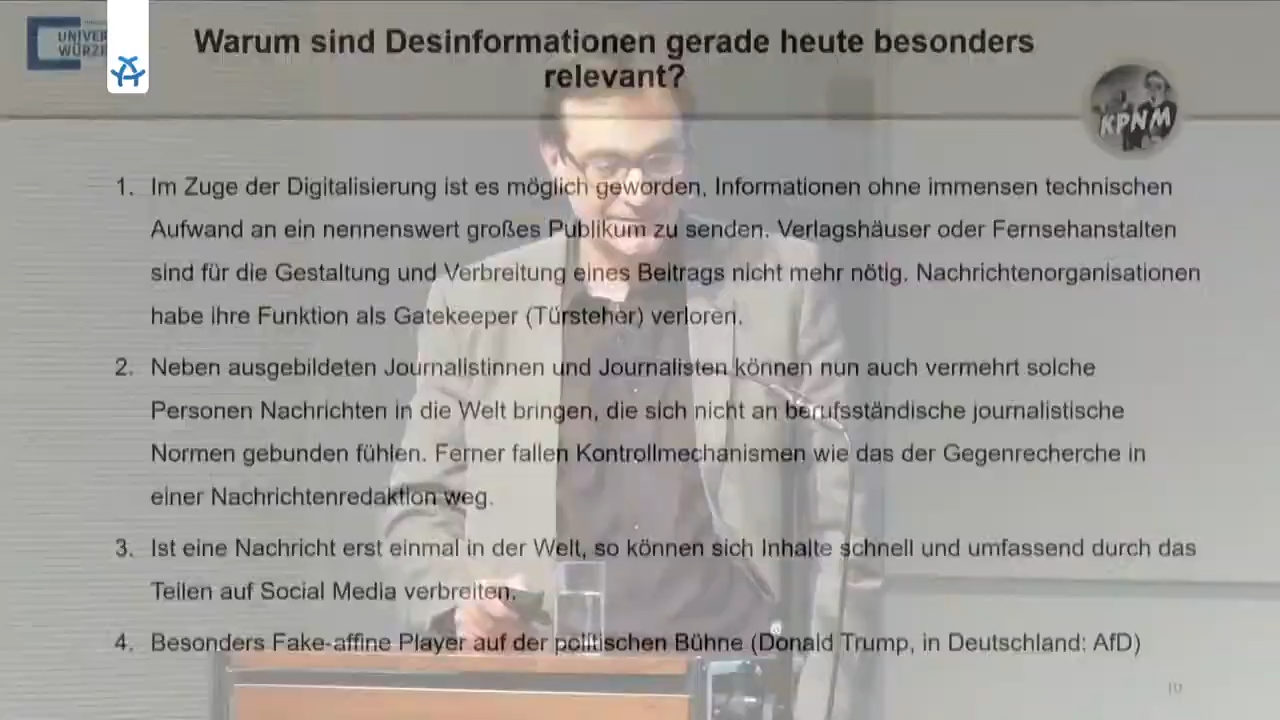 UNIVER
WÜRZE
Warum sind Desinformationen gerade heute besonders
relevant?
KPNM
1. Im Zuge der Digitalisierung ist es möglich geworden, Informationen ohne immensen technischen
Aufwand an ein nennenswert großes Publikum zu senden. Verlagshäuser oder Fernsehanstalten
sind für die Gestaltung und Verbreitung eines Beitrags nicht mehr nötig. Nachrichtenorganisationen
habe ihre Funktion als Gatekeeper (Türsteher) verloren.
2. Neben ausgebildeten Journalistinnen und Journalisten können nun auch vermehrt solche
Personen Nachrichten in die Welt bringen, die sich nicht an berufsständische journalistische
Normen gebunden fühlen. Ferner fallen Kontrollmechanismen wie das der Gegenrecherche in
einer Nachrichtenredaktion weg.
3. Ist eine Nachricht erst einmal in der Welt, so können sich Inhalte schnell und umfassend durch das
Teilen auf Social Media verbreiten.
4. Besonders Fake-affine Player auf der politischen Bühne (Donald Trump, in Deutschland: AfD)
10